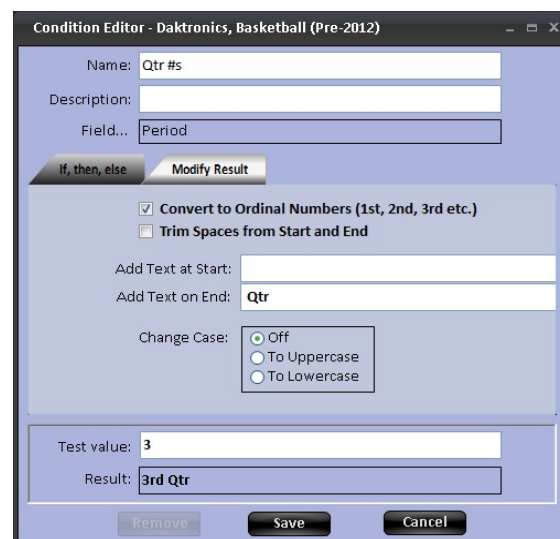 Condition Editor - Daktronics, Basketball (Pre-2012)
Name: Qtr #s
Description:
Field... Period
If, then, else Modify Result
Convert to Ordinal Numbers (1st, 2nd, 3rd etc.)
Trim Spaces from Start and End
Add Text at Start:
Add Text on End: Qtr
Change Case: Off
To Uppercase
To Lowercase
Test value: 3
Result: 3rd Qtr
Remove Save Cancel